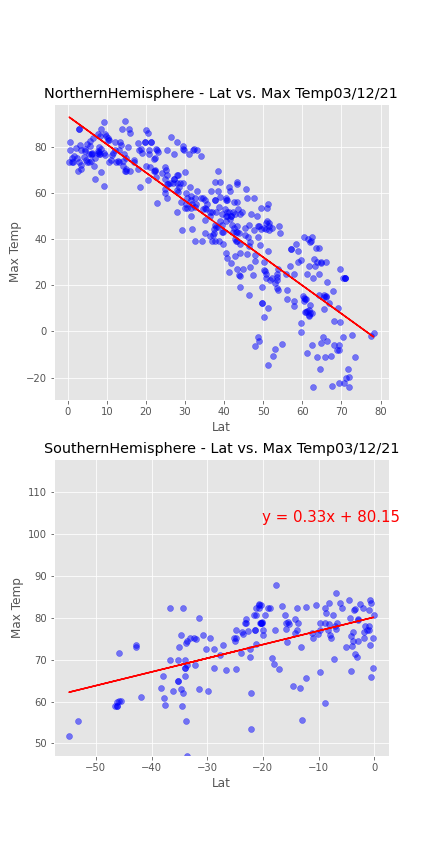 NorthernHemisphere - Lat vs. Max Temp03/12/21
80
60
40
20
0
−20
Max Temp
0 10 20 30 40 50 60 70 80
Lat
SouthernHemisphere - Lat vs. Max Temp03/12/21
110
100
90
80
70
60
50
Max Temp
y = 0.33x + 80.15
−50 −40 −30 −20 −10 0
Lat